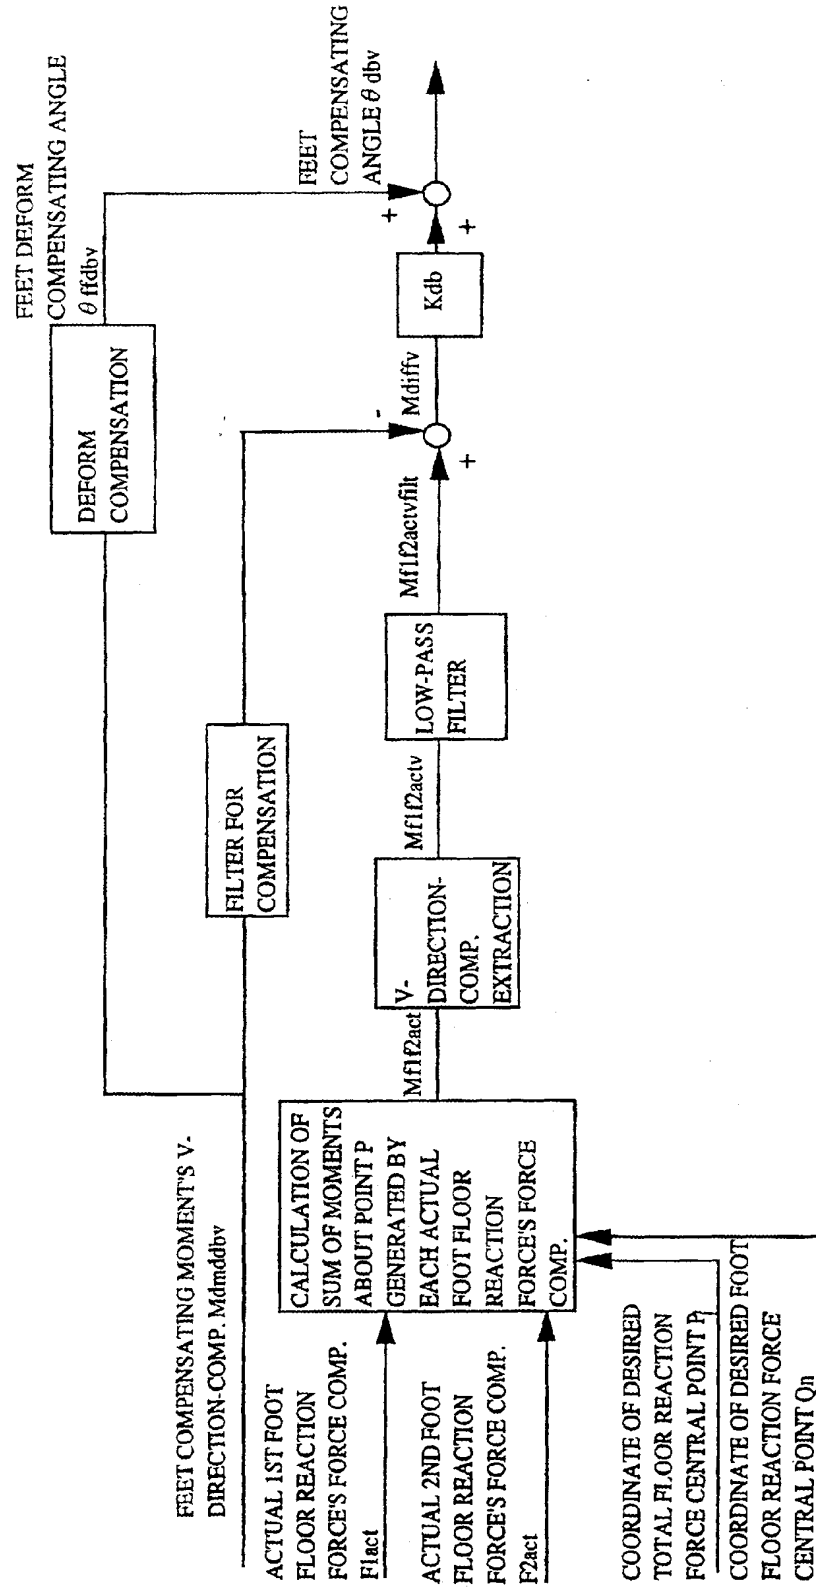 FEET COMPENSATING MOMENT'S V-
DIRECTION-COMP. Mdmddbv
FEET DEFORM
COMPENSATING ANGLE
θ ffdbv
DEFORM
COMPENSATION
FEET
COMPENSATING
ANGLE θ dbv
FILTER FOR
COMPENSATION
ACTUAL 1ST FOOT
FLOOR REACTION
FORCE'S FORCE COMP.
F1act
ACTUAL 2ND FOOT
FLOOR REACTION
FORCE'S FORCE COMP.
F2act
CALCULATION OF
SUM OF MOMENTS
ABOUT POINT P
GENERATED BY
EACH ACTUAL
FOOT FLOOR
REACTION
FORCE'S FORCE
COMP.
Mf1f2act
V-
DIRECTION-
COMP.
EXTRACTION
Mf1f2actv
LOW-PASS
FILTER
Mf1f2actvfilt
+
-
Mdiffv
Kdb
+
+
COORDINATE OF DESIRED
TOTAL FLOOR REACTION
FORCE CENTRAL POINT P
COORDINATE OF DESIRED FOOT
FLOOR REACTION FORCE
CENTRAL POINT Qn